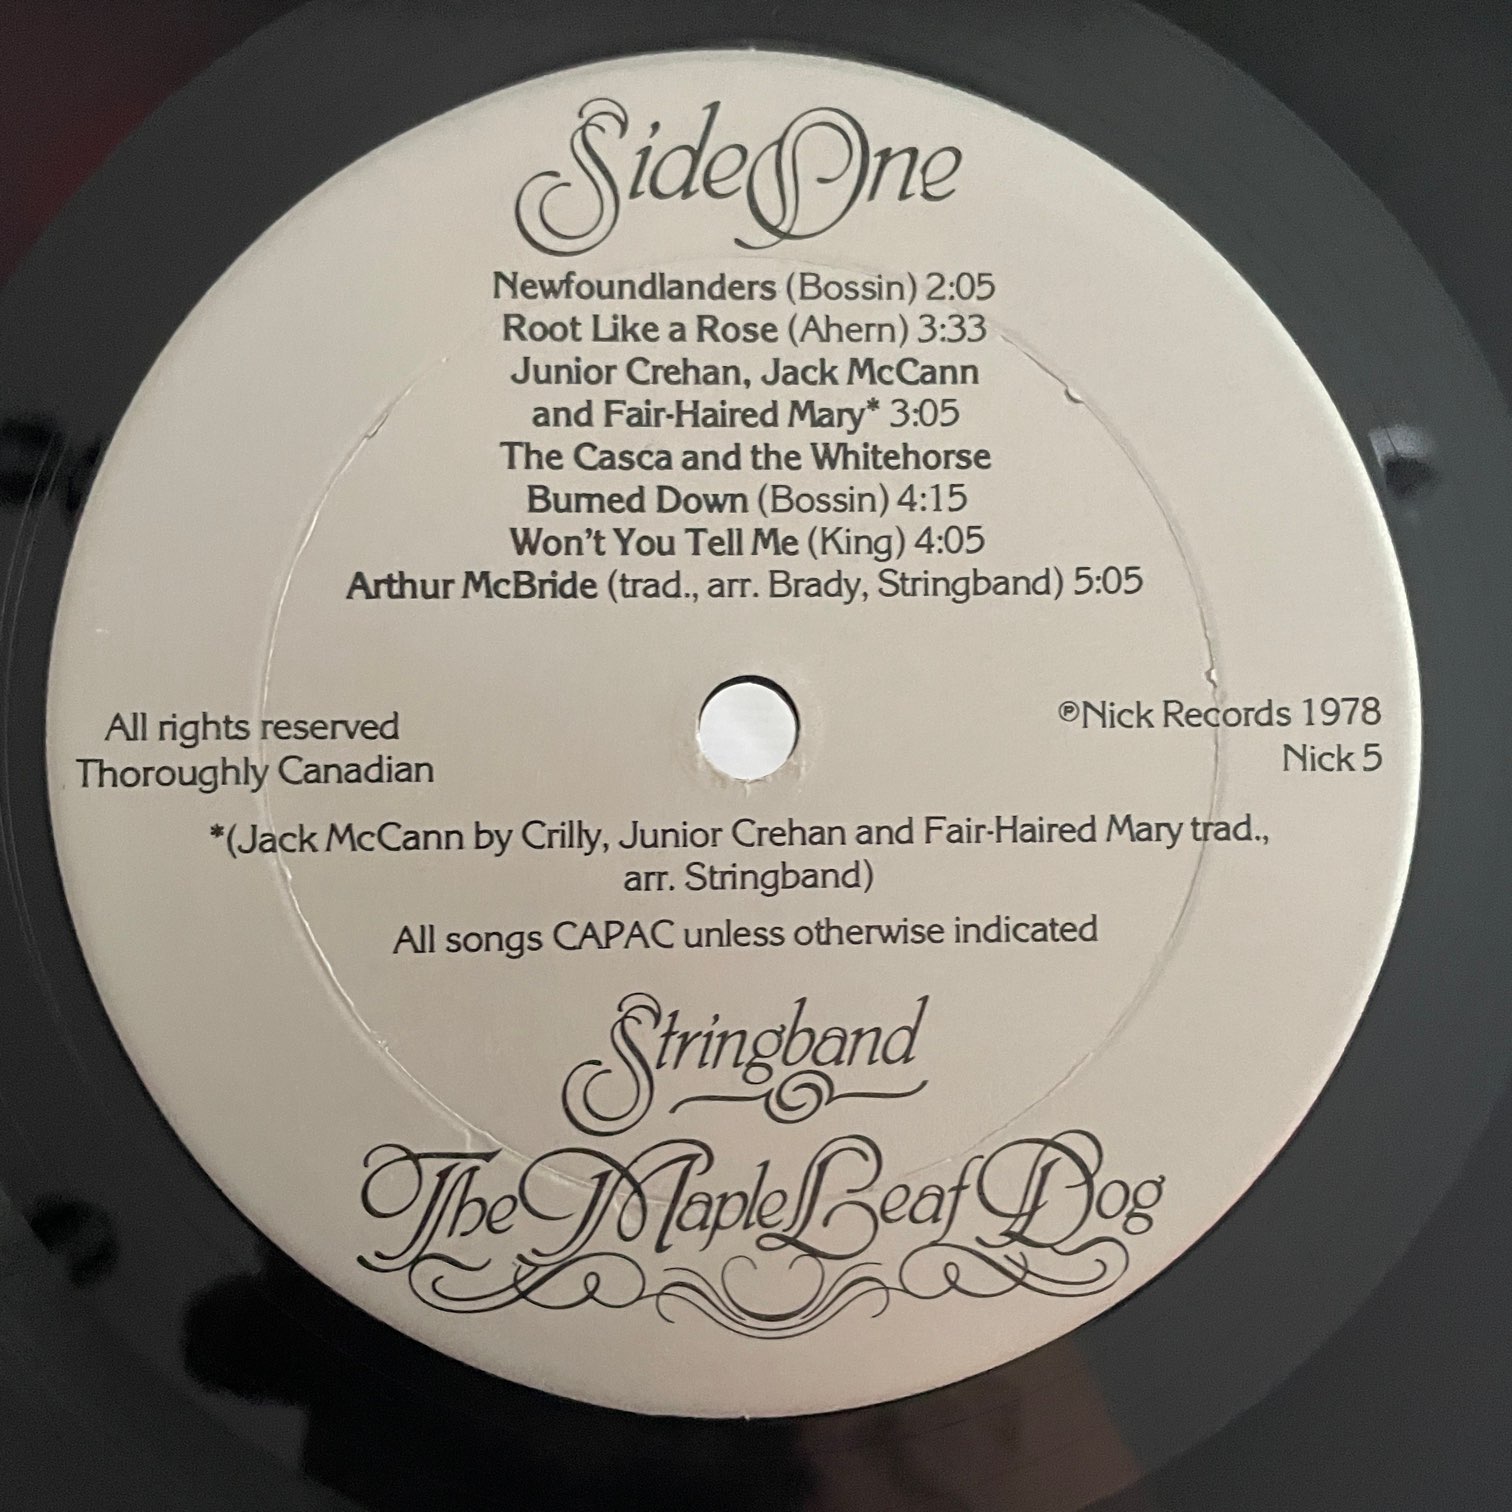 Side One
Newfoundlanders (Bossin) 2:05
Root Like a Rose (Ahern) 3:33
Junior Crehan, Jack McCann
and Fair-Haired Mary* 3:05
The Casca and the Whitehorse
Burned Down (Bossin) 4:15
Won't You Tell Me (King) 4:05
Arthur McBride (trad., arr. Brady, Stringband) 5:05
All rights reserved
Thoroughly Canadian
℗Nick Records 1978
Nick 5
*(Jack McCann by Crilly, Junior Crehan and Fair-Haired Mary trad.,
arr. Stringband)
All songs CAPAC unless otherwise indicated
Stringband
The Maple Leaf Dog